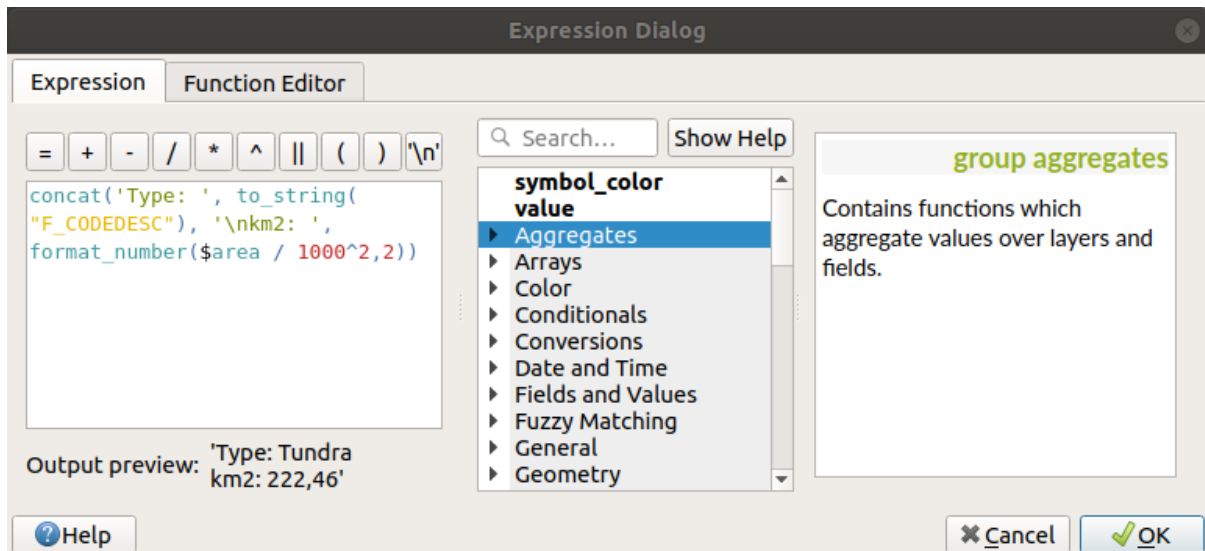 Expression Dialog
Expression
Function Editor
= + - / * ^ || ( ) '\n'
concat('Type: ', to_string(
"F_CODEDESC"), '\nkm2: ',
format_number($area / 1000^2,2))
Output preview: 'Type: Tundra
km2: 222,46'
Search...
Show Help
symbol_color
value
Aggregates
Arrays
Color
Conditionals
Conversions
Date and Time
Fields and Values
Fuzzy Matching
General
Geometry
group aggregates
Contains functions which
aggregate values over layers and
fields.
Help
Cancel
OK